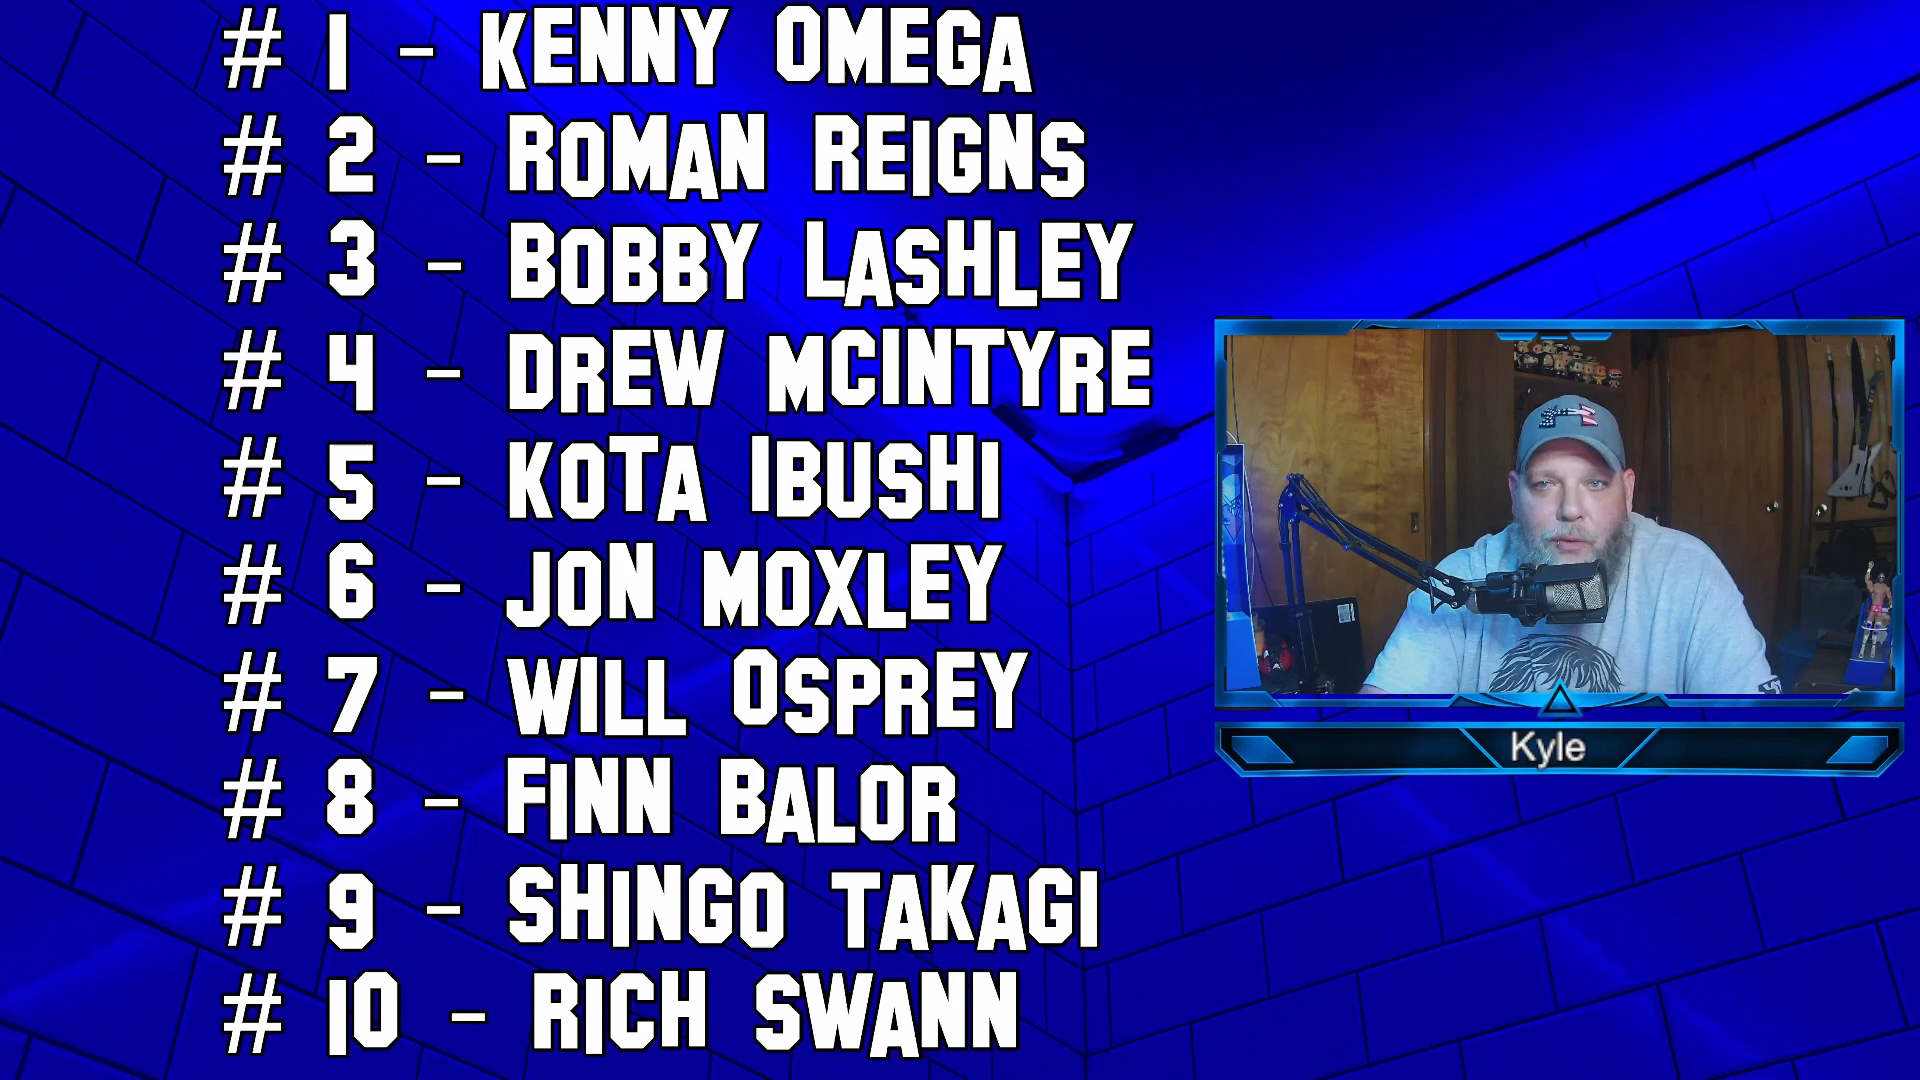 # 1 - KENNY OMEGA
# 2 - ROMAN REIGNS
# 3 - BOBBY LASHLEY
# 4 - DREW MCINTYRE
# 5 - KOTA IBUSHI
# 6 - JON MOXLEY
# 7 - WILL OSPREY
# 8 - FINN BALOR
# 9 - SHINGO TAKAGI
# 10 - RICH SWANN
Kyle